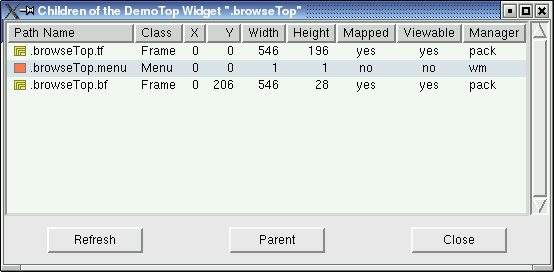 Children of the DemoTop Widget ".browseTop"
Path Name Class X Y Width Height Mapped Viewable Manager
.browseTop.tf Frame 0 0 546 196 yes yes pack
.browseTop.menu Menu 0 0 1 1 no no wm
.browseTop.bf Frame 0 206 546 28 yes yes pack
Refresh Parent Close